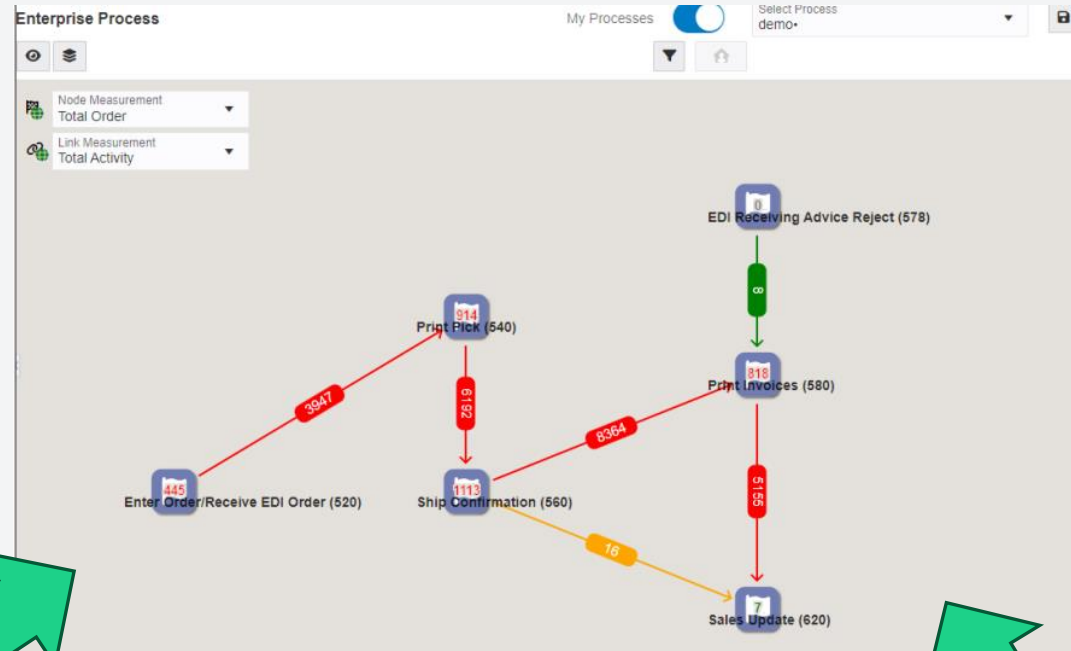 Enterprise Process
My Processes
Select Process
demo•
Node Measurement
Total Order
Link Measurement
Total Activity
0
EDI Receiving Advice Reject (578)
8
914
Print Pick (540)
818
Print Invoices (580)
3947
6192
8364
445
Enter Order/Receive EDI Order (520)
1113
Ship Confirmation (560)
5155
16
7
Sales Update (620)